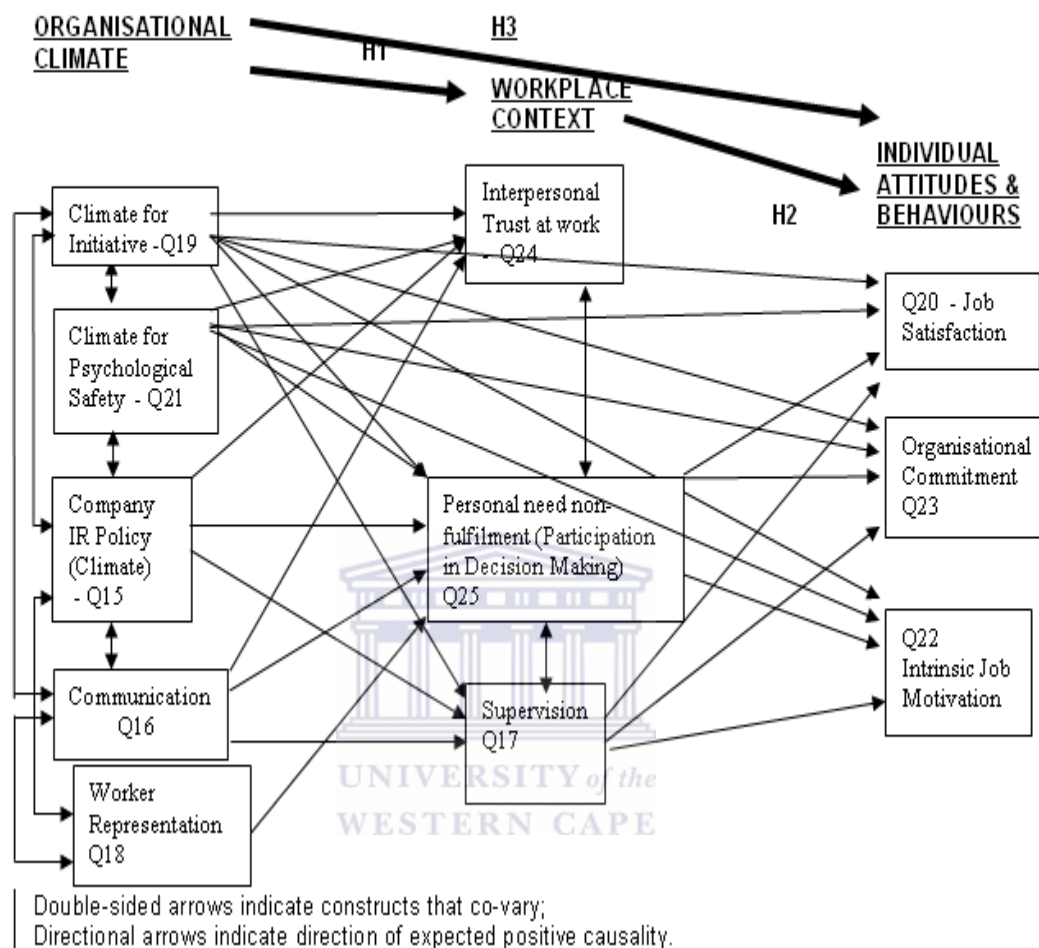 ORGANISATIONAL
CLIMATE
H1
H3
WORKPLACE
CONTEXT
INDIVIDUAL
ATTITUDES &
BEHAVIOURS
H2
Climate for
Initiative -Q19
Climate for
Psychological
Safety - Q21
Company
IR Policy
(Climate)
- Q15
Communication
Q16
Worker
Representation
Q18
Interpersonal
Trust at work
- Q24
Personal need non-
fulfilment (Participation
in Decision Making)
Q25
Supervision
Q17
Q20 - Job
Satisfaction
Organisational
Commitment
Q23
Q22
Intrinsic Job
Motivation
UNIVERSITY of the
WESTERN CAPE
Double-sided arrows indicate constructs that co-vary;
Directional arrows indicate direction of expected positive causality.